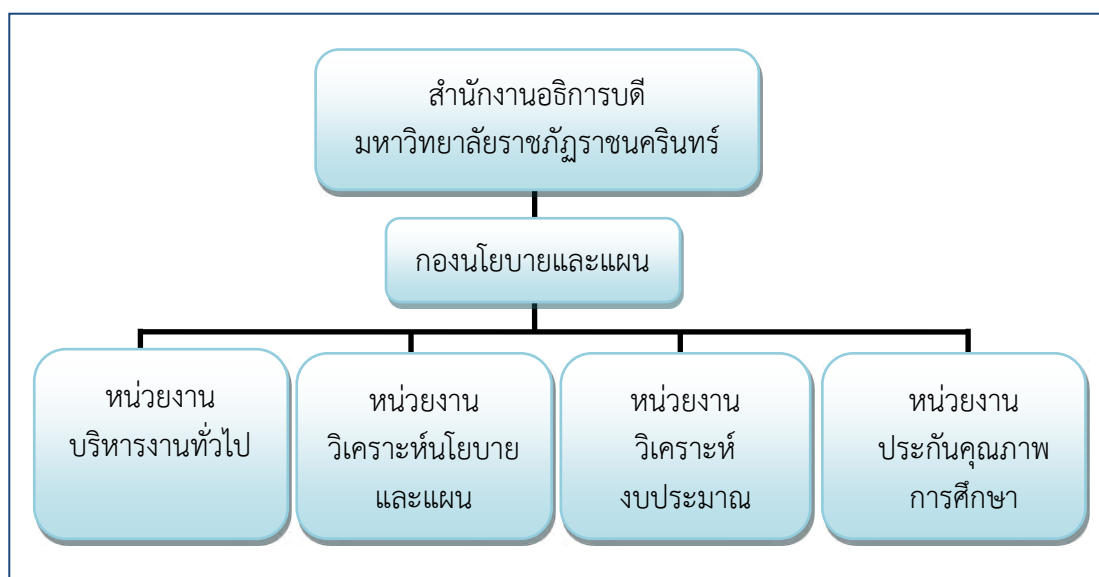 สำนักงานอธิการบดี
มหาวิทยาลัยราชภัฏราชนครินทร์
กองนโยบายและแผน
หน่วยงาน
บริหารงานทั่วไป
หน่วยงาน
วิเคราะห์นโยบาย
และแผน
หน่วยงาน
วิเคราะห์
งบประมาณ
หน่วยงาน
ประกันคุณภาพ
การศึกษา